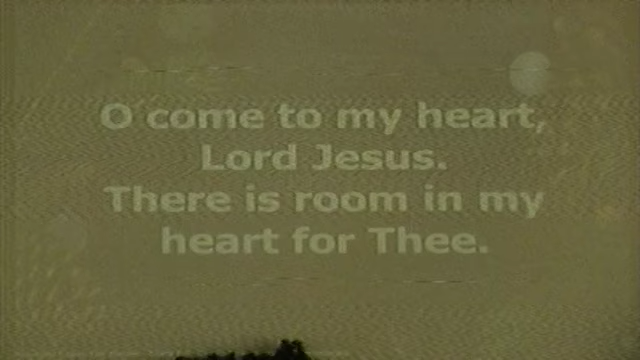 O come to my heart,
Lord Jesus.
There is room in my
heart for Thee.